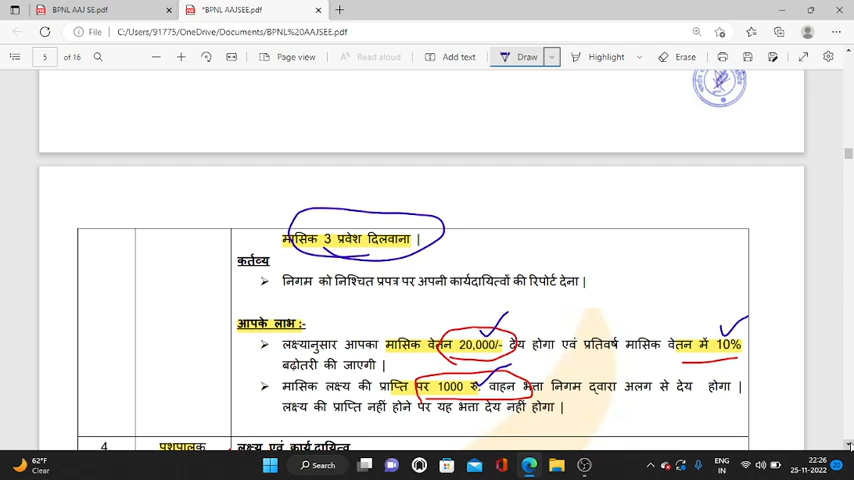 BPNL AAJ SE.pdf
*BPNL AAJSEE.pdf
File
C:/Users/91775/OneDrive/Documents/BPNL%20AAJSEE.pdf
5 of 16
Page view
Read aloud
Add text
Draw
Highlight
Erase
मासिक 3 प्रवेश दिलवाना |
कर्तव्य
➢ निगम को निश्चित प्रपत्र पर अपनी कार्यदायित्वों की रिपोर्ट देना |
आपके लाभ :-
➢ लक्ष्यानुसार आपका मासिक वेतन 20,000/- देय होगा एवं प्रतिवर्ष मासिक वेतन में 10%
बढ़ोतरी की जाएगी |
➢ मासिक लक्ष्य की प्राप्ति पर 1000 रु. वाहन भत्ता निगम द्वारा अलग से देय होगा |
लक्ष्य की प्राप्ति नहीं होने पर यह भत्ता देय नहीं होगा |
4. पशुपालक लक्ष्य एवं कार्य दायित्व
62°F
Clear
Search
ENG
IN
22:26
25-11-2022
20